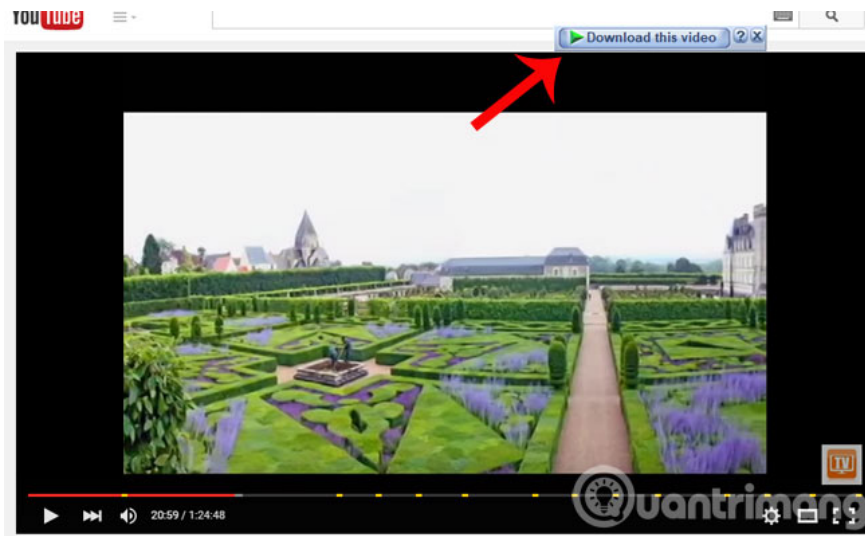 YouTube
Download this video
?
X
TV
20:59 / 1:24:48
Quantrimang